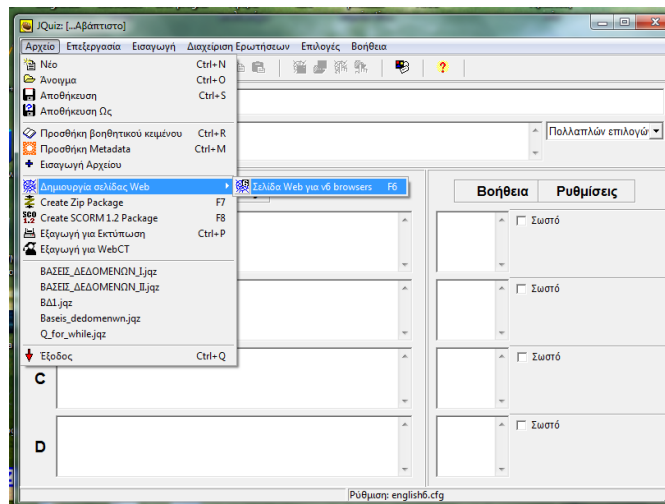 JQuiz: [...Αβάπτιστο]
Αρχείο Επεξεργασία Εισαγωγή Διαχείριση Ερωτήσεων Επιλογές Βοήθεια
Νέο Ctrl+N
Άνοιγμα Ctrl+O
Αποθήκευση Ctrl+S
Αποθήκευση Ως
Προσθήκη βοηθητικού κειμένου Ctrl+R
Προσθήκη Metadata Ctrl+M
Εισαγωγή Αρχείου
Πολλαπλών επιλογώ
Δημιουργία σελίδας Web
Σελίδα Web για v6 browsers F6
Create Zip Package F7
Create SCORM 1.2 Package F8
Εξαγωγή για Εκτύπωση Ctrl+P
Εξαγωγή για WebCT
ΒΑΣΕΙΣ_ΔΕΔΟΜΕΝΩΝ_Ι.jqz
ΒΑΣΕΙΣ_ΔΕΔΟΜΕΝΩΝ_ΙΙ.jqz
ΒΔ1.jqz
Baseis_dedomenwn.jqz
Q_for_while.jqz
Έξοδος Ctrl+Q
Βοήθεια Ρυθμίσεις
Σωστό
Σωστό
C Σωστό
D Σωστό
Ρύθμιση: english6.cfg